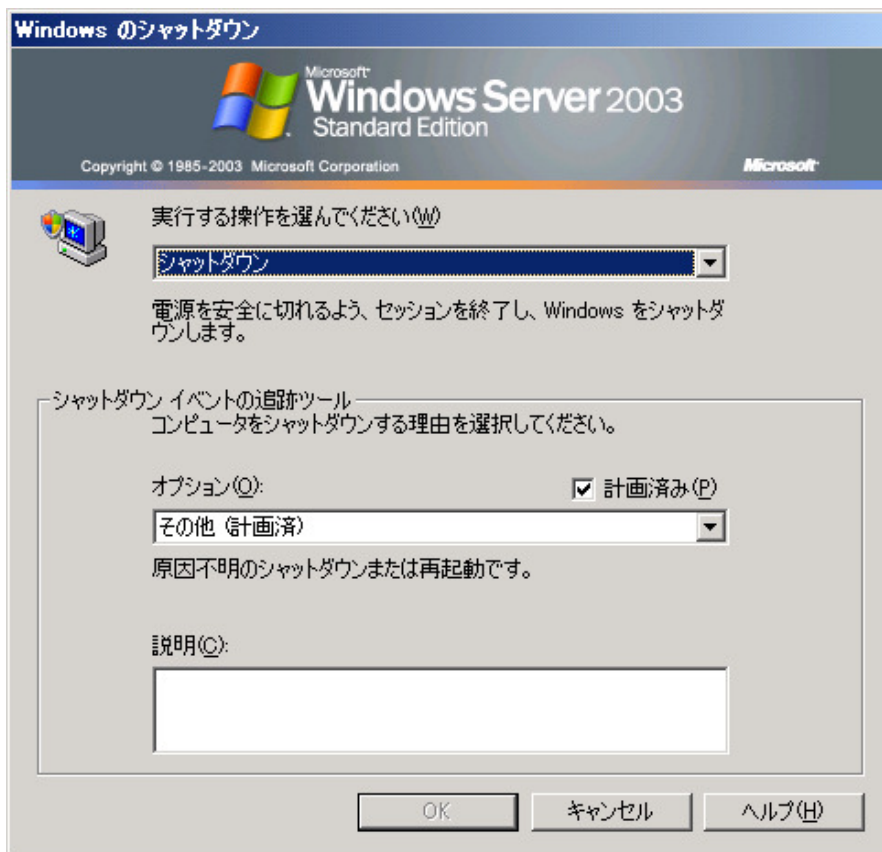 Windows のシャットダウン
Microsoft
Windows Server 2003
Standard Edition
Copyright © 1985-2003 Microsoft Corporation
Microsoft
実行する操作を選んでください(W)
シャットダウン
電源を安全に切れるよう、セッションを終了し、Windows をシャットダ
ウンします。
シャットダウン イベントの追跡ツール
コンピュータをシャットダウンする理由を選択してください。
オプション(O):
計画済み(P)
その他 (計画済)
原因不明のシャットダウンまたは再起動です。
説明(C):
OK
キャンセル
ヘルプ(H)